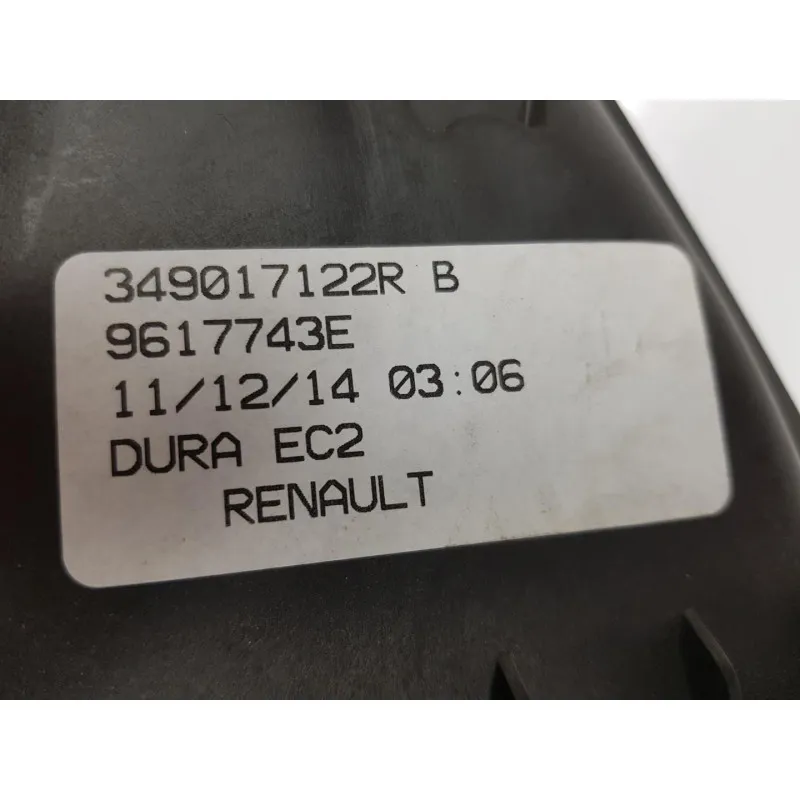 349017122R B
9617743E
11/12/14 03:06
DURA EC2
RENAULT